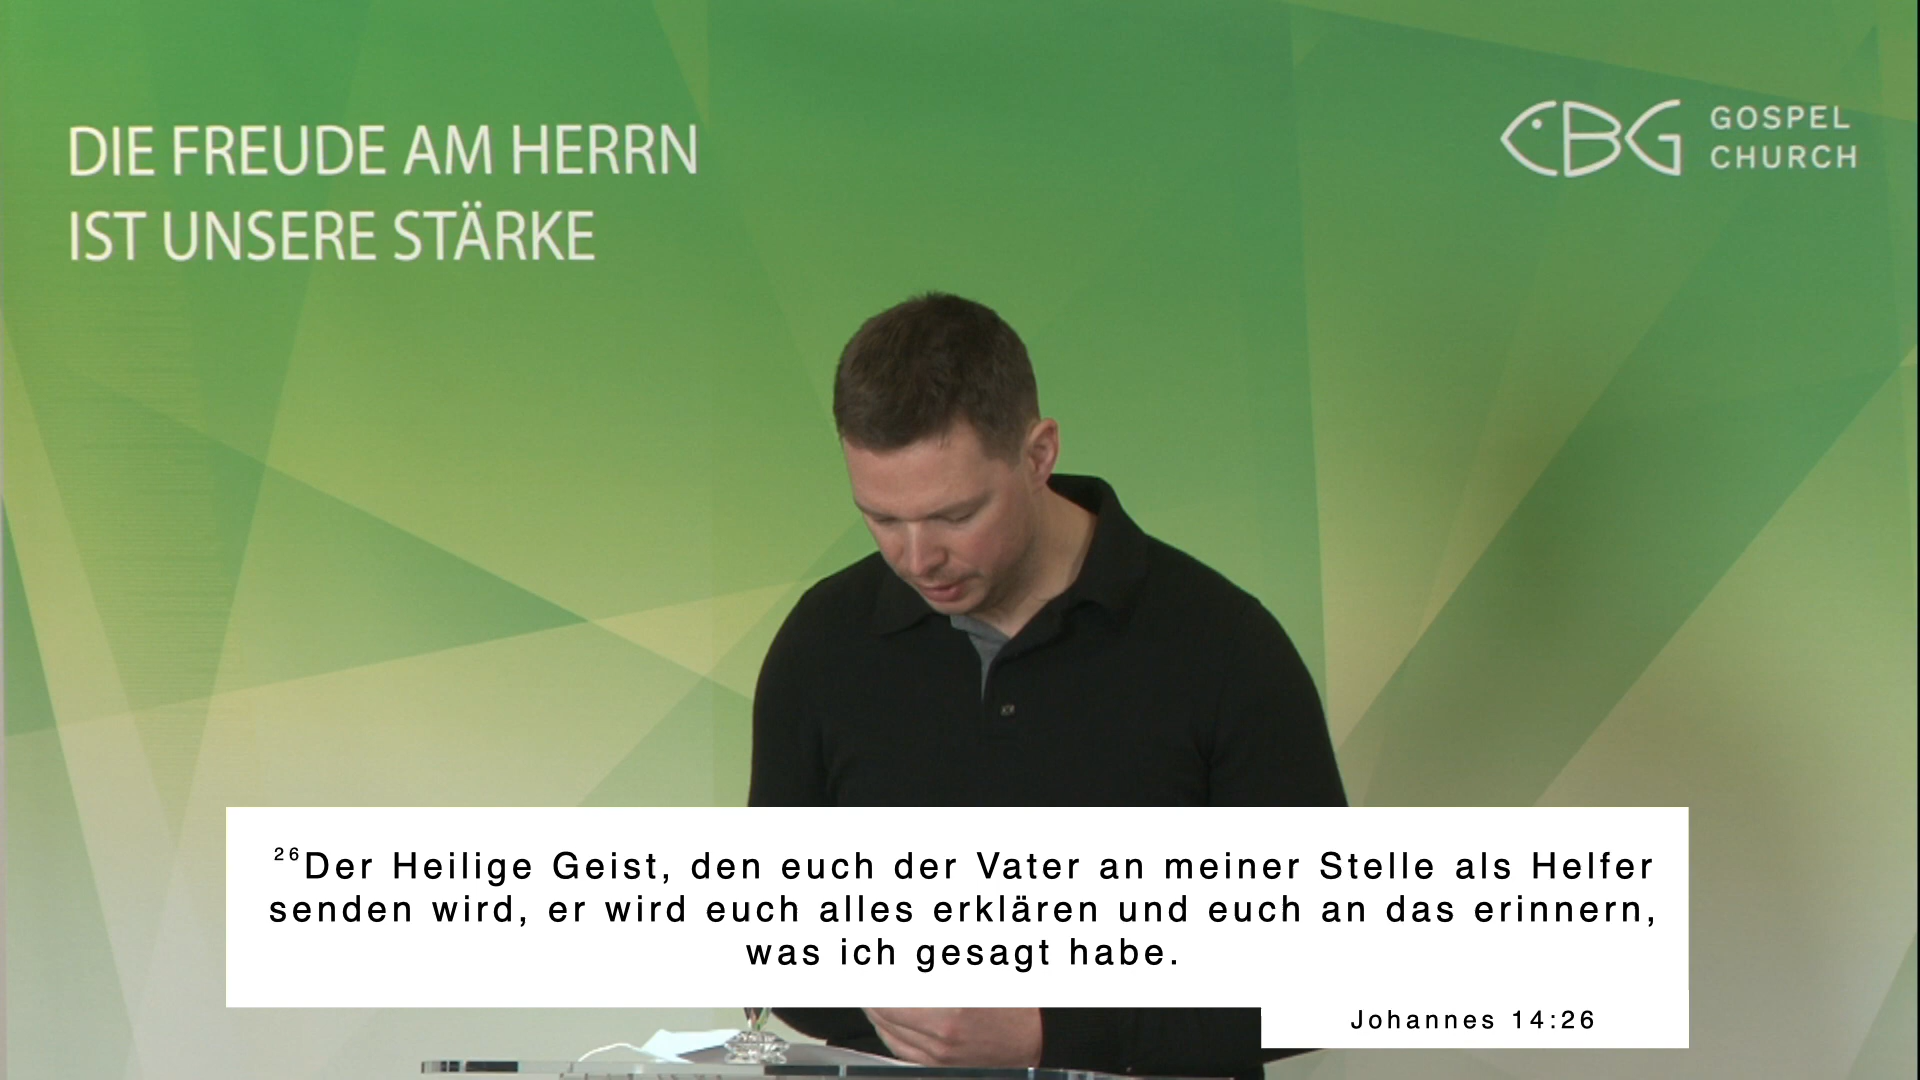 DIE FREUDE AM HERRN
IST UNSERE STÄRKE
CBG
GOSPEL
CHURCH
²⁶Der Heilige Geist, den euch der Vater an meiner Stelle als Helfer
senden wird, er wird euch alles erklären und euch an das erinnern,
was ich gesagt habe.
Johannes 14:26